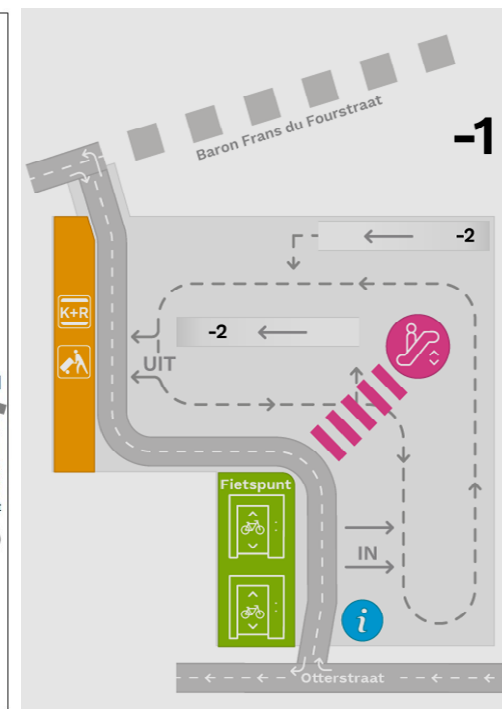 Baron Frans du Fourstraat
-1
-2
K+R
-2
UIT
Fietspunt
IN
i
Otterstraat